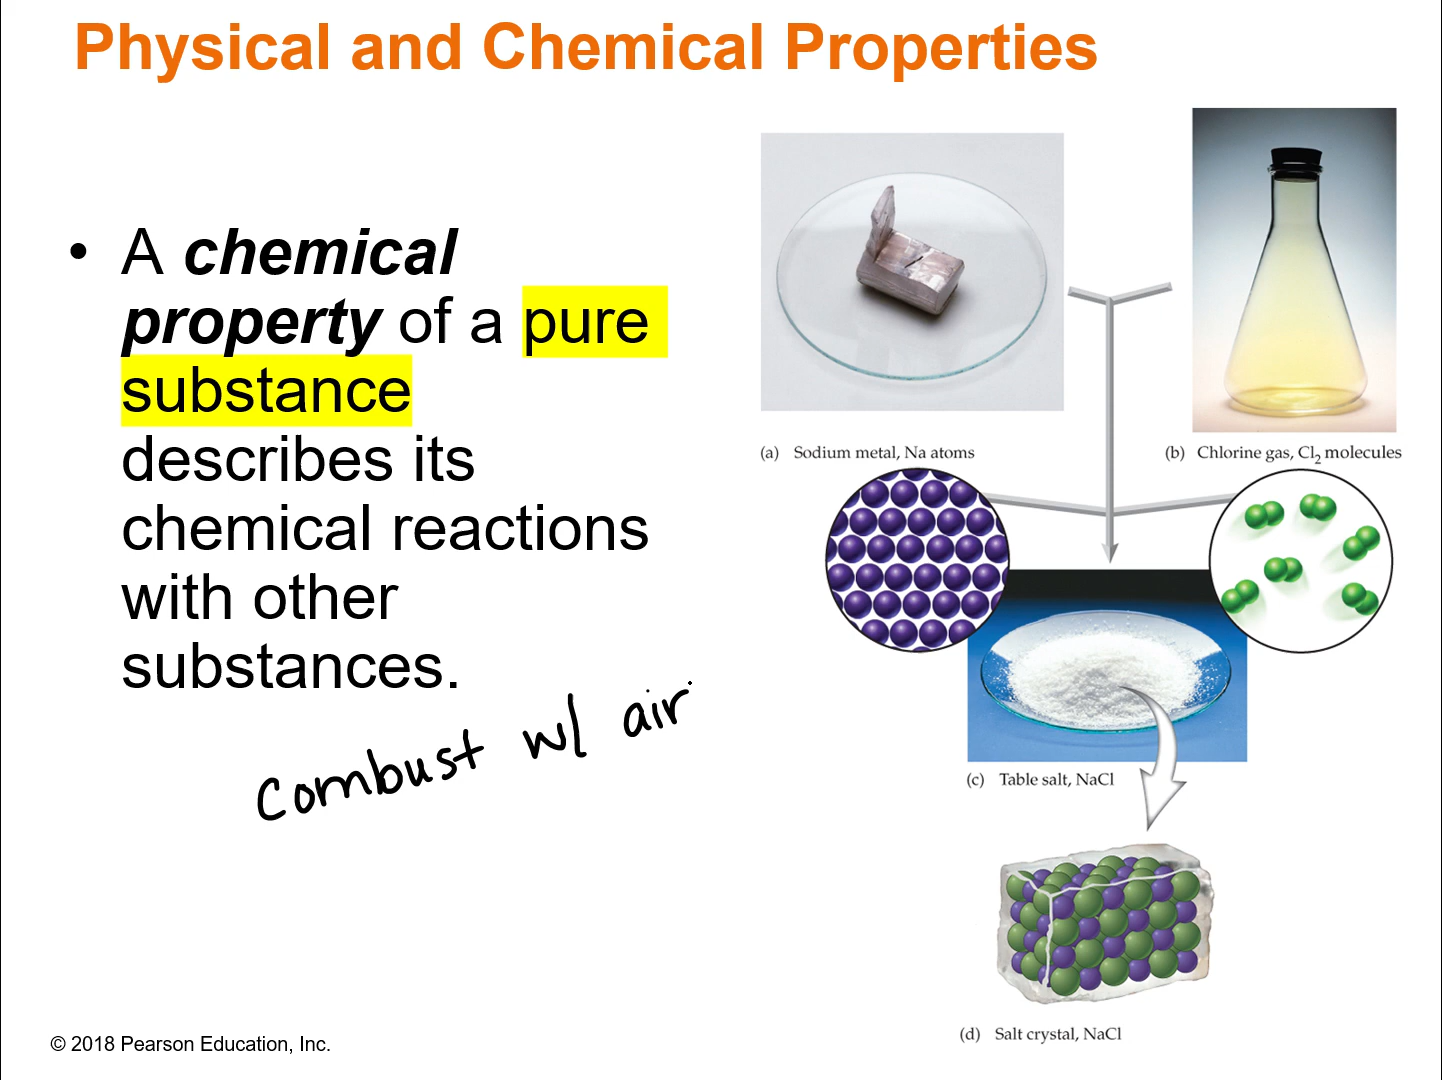 Physical and Chemical Properties
• A chemical
property of a pure
substance
describes its
chemical reactions
with other
substances.
combust w/ air
(a) Sodium metal, Na atoms
(b) Chlorine gas, Cl₂ molecules
(c) Table salt, NaCl
(d) Salt crystal, NaCl
© 2018 Pearson Education, Inc.